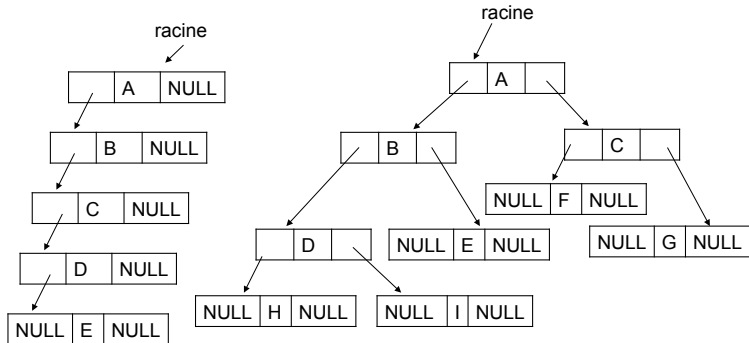 racine
A NULL
B NULL
C NULL
D NULL
NULL E NULL
racine
A
B
C
NULL F NULL
D
NULL E NULL
NULL G NULL
NULL H NULL
NULL I NULL